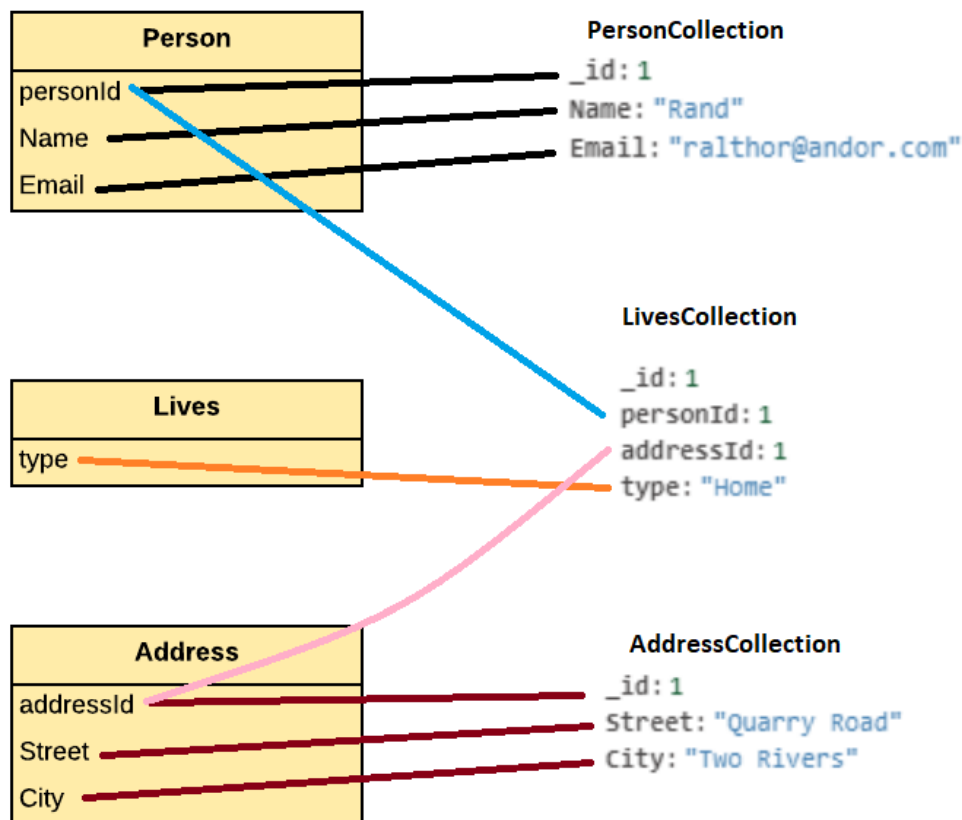 Person
personId
Name
Email
PersonCollection
_id: 1
Name: "Rand"
Email: "ralthor@andor.com"
Lives
type
LivesCollection
_id: 1
personId: 1
addressId: 1
type: "Home"
Address
addressId
Street
City
AddressCollection
_id: 1
Street: "Quarry Road"
City: "Two Rivers"